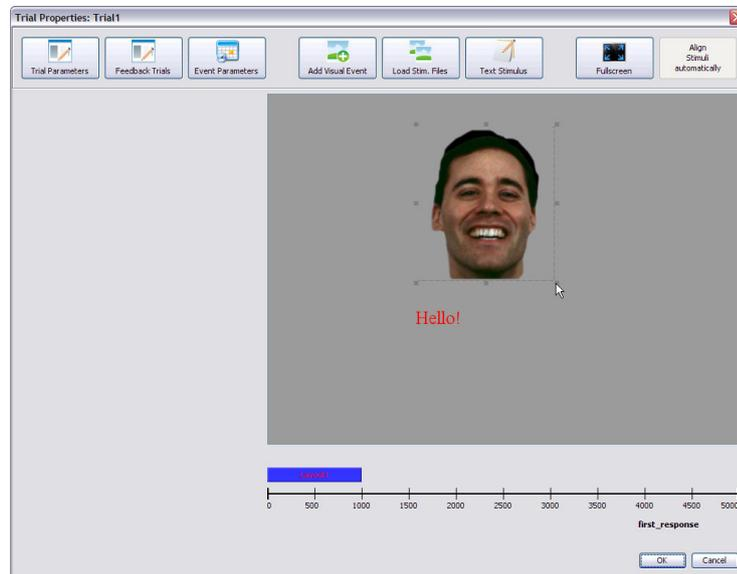 Trial Properties: Trial1
Trial Parameters
Feedback Trials
Event Parameters
Add Visual Event
Load Stim. Files
Text Stimulus
Fullscreen
Align
Stimuli
automatically
Hello!
0 500 1000 1500 2000 2500 3000 3500 4000 4500 5000
first_response
OK
Cancel